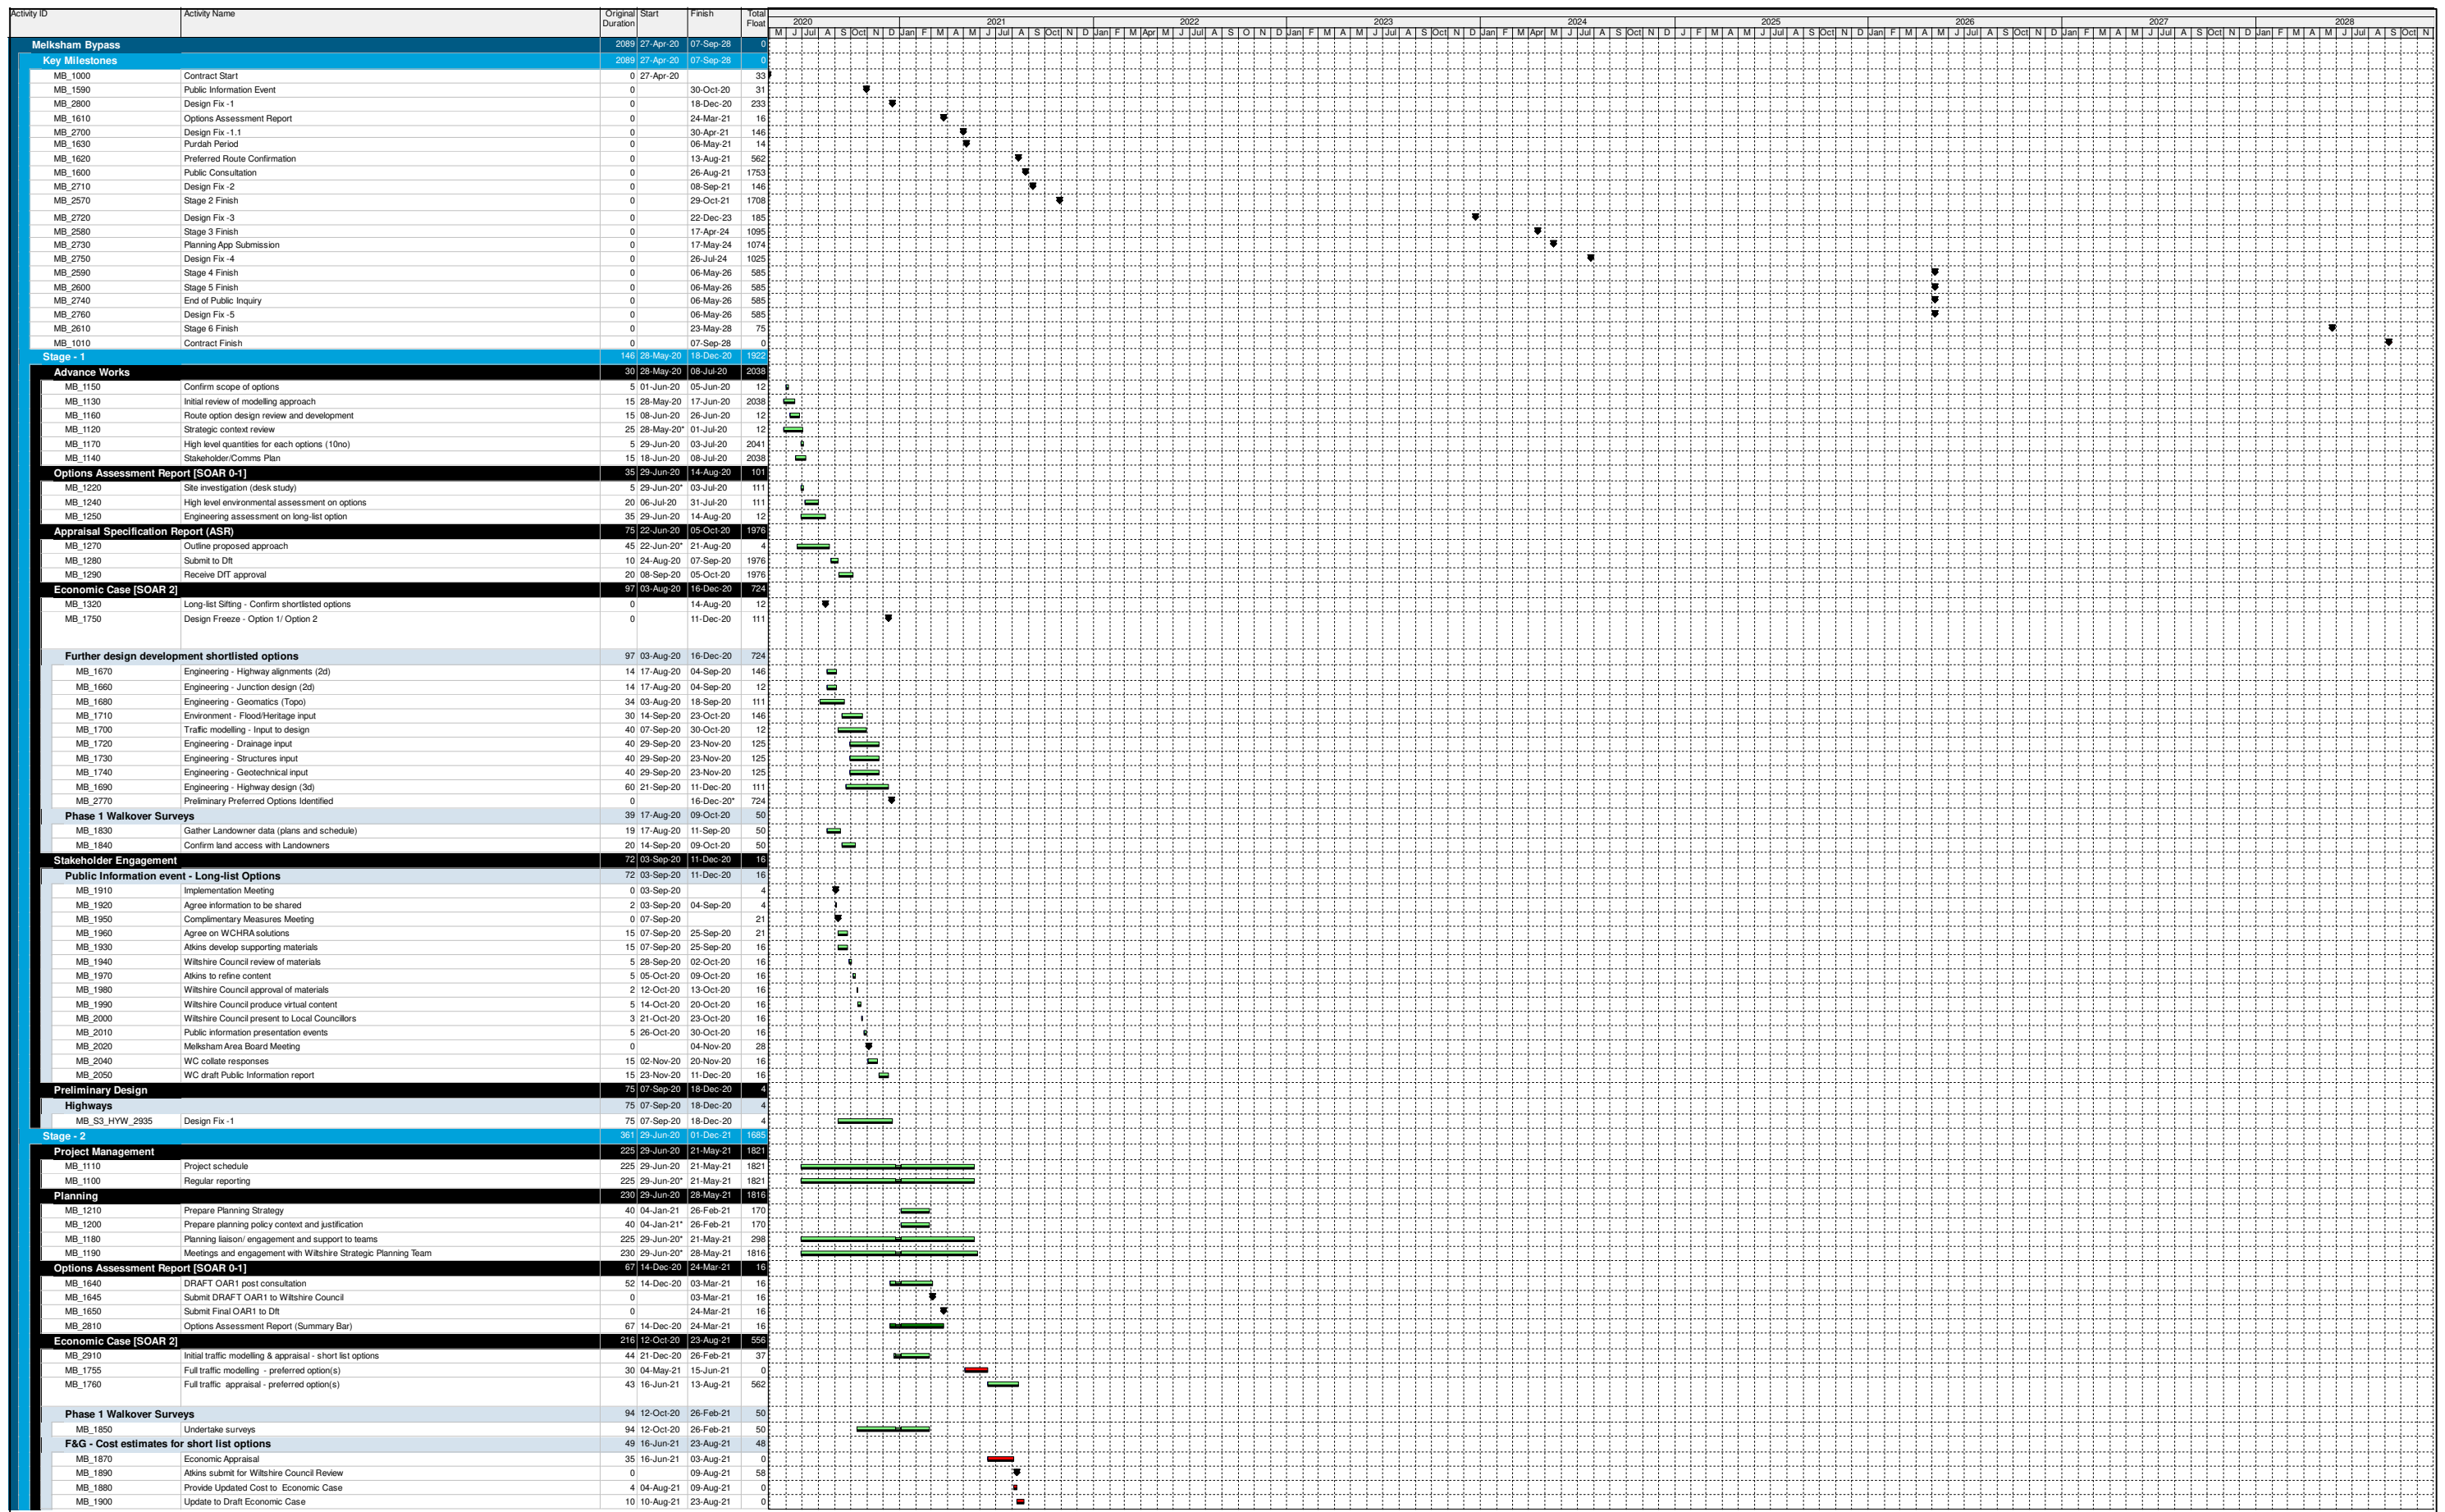 Activity ID Activity Name Original Duration Start Finish Total Float
2020 2021 2022 2023 2024 2025 2026 2027 2028
Melksham Bypass 2089 27-Apr-20 07-Sep-28 0
Key Milestones 2089 27-Apr-20 07-Sep-28 0
MB_1000 Contract Start 0 27-Apr-20 33
MB_1590 Public Information Event 0 30-Oct-20 31
MB_2800 Design Fix -1 0 18-Dec-20 233
MB_1610 Options Assessment Report 0 24-Mar-21 16
MB_2700 Design Fix -1.1 0 30-Apr-21 146
MB_1630 Purdah Period 0 06-May-21 14
MB_1620 Preferred Route Confirmation 0 13-Aug-21 562
MB_1600 Public Consultation 0 26-Aug-21 1753
MB_2710 Design Fix -2 0 08-Sep-21 146
MB_2570 Stage 2 Finish 0 29-Oct-21 1708
MB_2720 Design Fix -3 0 22-Dec-23 185
MB_2580 Stage 3 Finish 0 17-Apr-24 1095
MB_2730 Planning App Submission 0 17-May-24 1074
MB_2750 Design Fix -4 0 26-Jul-24 1025
MB_2590 Stage 4 Finish 0 06-May-26 585
MB_2600 Stage 5 Finish 0 06-May-26 585
MB_2740 End of Public Inquiry 0 06-May-26 585
MB_2760 Design Fix -5 0 06-May-26 585
MB_2610 Stage 6 Finish 0 23-May-28 75
MB_1010 Contract Finish 0 07-Sep-28 0
Stage - 1 146 28-May-20 18-Dec-20 1922
Advance Works 30 28-May-20 08-Jul-20 2038
MB_1150 Confirm scope of options 5 01-Jun-20 05-Jun-20 12
MB_1130 Initial review of modelling approach 15 28-May-20 17-Jun-20 2038
MB_1160 Route option design review and development 15 08-Jun-20 26-Jun-20 12
MB_1120 Strategic context review 25 28-May-20* 01-Jul-20 12
MB_1170 High level quantities for each options (10no) 5 29-Jun-20 03-Jul-20 2041
MB_1140 Stakeholder/Comms Plan 15 18-Jun-20 08-Jul-20 2038
Options Assessment Report [SOAR 0-1] 35 29-Jun-20 14-Aug-20 101
MB_1220 Site investigation (desk study) 5 29-Jun-20* 03-Jul-20 111
MB_1240 High level environmental assessment on options 20 06-Jul-20 31-Jul-20 111
MB_1250 Engineering assessment on long-list option 35 29-Jun-20 14-Aug-20 12
Appraisal Specification Report (ASR) 75 22-Jun-20 05-Oct-20 1976
MB_1270 Outline proposed approach 45 22-Jun-20* 21-Aug-20 4
MB_1280 Submit to Dft 10 24-Aug-20 07-Sep-20 1976
MB_1290 Receive DfT approval 20 08-Sep-20 05-Oct-20 1976
Economic Case [SOAR 2] 97 03-Aug-20 16-Dec-20 724
MB_1320 Long-list Sifting - Confirm shortlisted options 0 14-Aug-20 12
MB_1750 Design Freeze - Option 1/ Option 2 0 11-Dec-20 111
Further design development shortlisted options 97 03-Aug-20 16-Dec-20 724
MB_1670 Engineering - Highway alignments (2d) 14 17-Aug-20 04-Sep-20 146
MB_1660 Engineering - Junction design (2d) 14 17-Aug-20 04-Sep-20 12
MB_1680 Engineering - Geomatics (Topo) 34 03-Aug-20 18-Sep-20 111
MB_1710 Environment - Flood/Heritage input 30 14-Sep-20 23-Oct-20 146
MB_1700 Traffic modelling - Input to design 40 07-Sep-20 30-Oct-20 12
MB_1720 Engineering - Drainage input 40 29-Sep-20 23-Nov-20 125
MB_1730 Engineering - Structures input 40 29-Sep-20 23-Nov-20 125
MB_1740 Engineering - Geotechnical input 40 29-Sep-20 23-Nov-20 125
MB_1690 Engineering - Highway design (3d) 60 21-Sep-20 11-Dec-20 111
MB_2770 Preliminary Preferred Options Identified 0 16-Dec-20* 724
Phase 1 Walkover Surveys 39 17-Aug-20 09-Oct-20 50
MB_1830 Gather Landowner data (plans and schedule) 19 17-Aug-20 11-Sep-20 50
MB_1840 Confirm land access with Landowners 20 14-Sep-20 09-Oct-20 50
Stakeholder Engagement 72 03-Sep-20 11-Dec-20 16
Public Information event - Long-list Options 72 03-Sep-20 11-Dec-20 16
MB_1910 Implementation Meeting 0 03-Sep-20 4
MB_1920 Agree information to be shared 2 03-Sep-20 04-Sep-20 4
MB_1950 Complimentary Measures Meeting 0 07-Sep-20 21
MB_1960 Agree on WCHRA solutions 15 07-Sep-20 25-Sep-20 21
MB_1930 Atkins develop supporting materials 15 07-Sep-20 25-Sep-20 16
MB_1940 Wiltshire Council review of materials 5 28-Sep-20 02-Oct-20 16
MB_1970 Atkins to refine content 5 05-Oct-20 09-Oct-20 16
MB_1980 Wiltshire Council approval of materials 2 12-Oct-20 13-Oct-20 16
MB_1990 Wiltshire Council produce virtual content 5 14-Oct-20 20-Oct-20 16
MB_2000 Wiltshire Council present to Local Councillors 3 21-Oct-20 23-Oct-20 16
MB_2010 Public information presentation events 5 26-Oct-20 30-Oct-20 16
MB_2020 Melksham Area Board Meeting 0 04-Nov-20 28
MB_2040 WC collate responses 15 02-Nov-20 20-Nov-20 16
MB_2050 WC draft Public Information report 15 23-Nov-20 11-Dec-20 16
Preliminary Design 75 07-Sep-20 18-Dec-20 4
Highways 75 07-Sep-20 18-Dec-20 4
MB_S3_HYW_2935 Design Fix -1 75 07-Sep-20 18-Dec-20 4
Stage - 2 361 29-Jun-20 01-Dec-21 1685
Project Management 225 29-Jun-20 21-May-21 1821
MB_1110 Project schedule 225 29-Jun-20 21-May-21 1821
MB_1100 Regular reporting 225 29-Jun-20* 21-May-21 1821
Planning 230 29-Jun-20 28-May-21 1816
MB_1210 Prepare Planning Strategy 40 04-Jan-21 26-Feb-21 170
MB_1200 Prepare planning policy context and justification 40 04-Jan-21* 26-Feb-21 170
MB_1180 Planning liaison/ engagement and support to teams 225 29-Jun-20* 21-May-21 298
MB_1190 Meetings and engagement with Wiltshire Strategic Planning Team 230 29-Jun-20* 28-May-21 1816
Options Assessment Report [SOAR 0-1] 67 14-Dec-20 24-Mar-21 16
MB_1640 DRAFT OAR1 post consultation 52 14-Dec-20 03-Mar-21 16
MB_1645 Submit DRAFT OAR1 to Wiltshire Council 0 03-Mar-21 16
MB_1650 Submit Final OAR1 to Dft 0 24-Mar-21 16
MB_2810 Options Assessment Report (Summary Bar) 67 14-Dec-20 24-Mar-21 16
Economic Case [SOAR 2] 216 12-Oct-20 23-Aug-21 556
MB_2910 Initial traffic modelling & appraisal - short list options 44 21-Dec-20 26-Feb-21 37
MB_1755 Full traffic modelling - preferred option(s) 30 04-May-21 15-Jun-21 0
MB_1760 Full traffic appraisal - preferred option(s) 43 16-Jun-21 13-Aug-21 562
Phase 1 Walkover Surveys 94 12-Oct-20 26-Feb-21 50
MB_1850 Undertake surveys 94 12-Oct-20 26-Feb-21 50
F&G - Cost estimates for short list options 49 16-Jun-21 23-Aug-21 48
MB_1870 Economic Appraisal 35 16-Jun-21 03-Aug-21 0
MB_1890 Atkins submit for Wiltshire Council Review 0 09-Aug-21 58
MB_1880 Provide Updated Cost to Economic Case 4 04-Aug-21 09-Aug-21 0
MB_1900 Update to Draft Economic Case 10 10-Aug-21 23-Aug-21 0